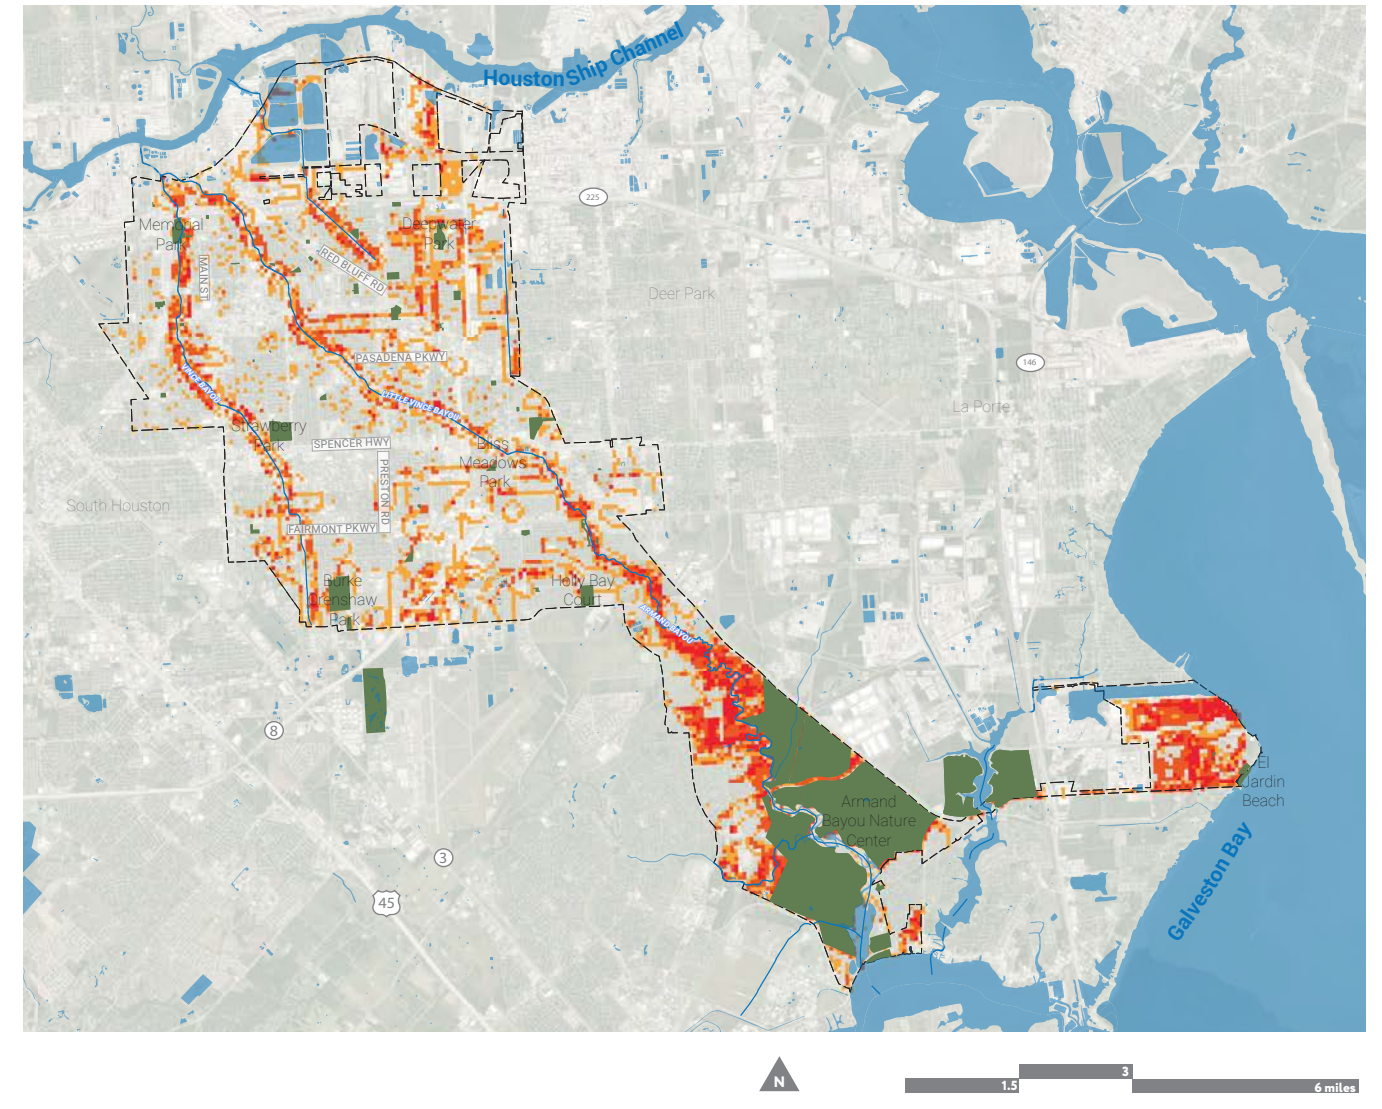 Houston Ship Channel
225
Memorial
Park
Deepwater
Park
MAIN ST
RED BLUFF RD
Deer Park
PASADENA PKWY
146
VINCE BAYOU
LITTLE VINCE BAYOU
La Porte
Strawberry
Park
SPENCER HWY
Bliss
Meadows
Park
PRESTON RD
South Houston
FAIRMONT PKWY
Burke
Crenshaw
Park
Holly Bay
Court
ARMAND BAYOU
8
El
Jardin
Beach
Armand
Bayou Nature
Center
3
45
Galveston Bay
N
1.5
3
6 miles